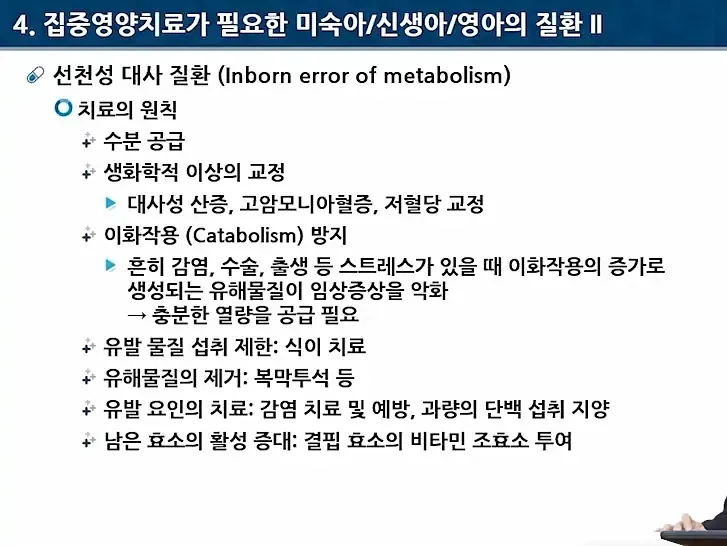 4. 집중영양치료가 필요한 미숙아/신생아/영아의 질환 II
선천성 대사 질환 (Inborn error of metabolism)
치료의 원칙
수분 공급
생화학적 이상의 교정
대사성 산증, 고암모니아혈증, 저혈당 교정
이화작용 (Catabolism) 방지
흔히 감염, 수술, 출생 등 스트레스가 있을 때 이화작용의 증가로
생성되는 유해물질이 임상증상을 악화
→ 충분한 열량을 공급 필요
유발 물질 섭취 제한: 식이 치료
유해물질의 제거: 복막투석 등
유발 요인의 치료: 감염 치료 및 예방, 과량의 단백 섭취 지양
남은 효소의 활성 증대: 결핍 효소의 비타민 조효소 투여